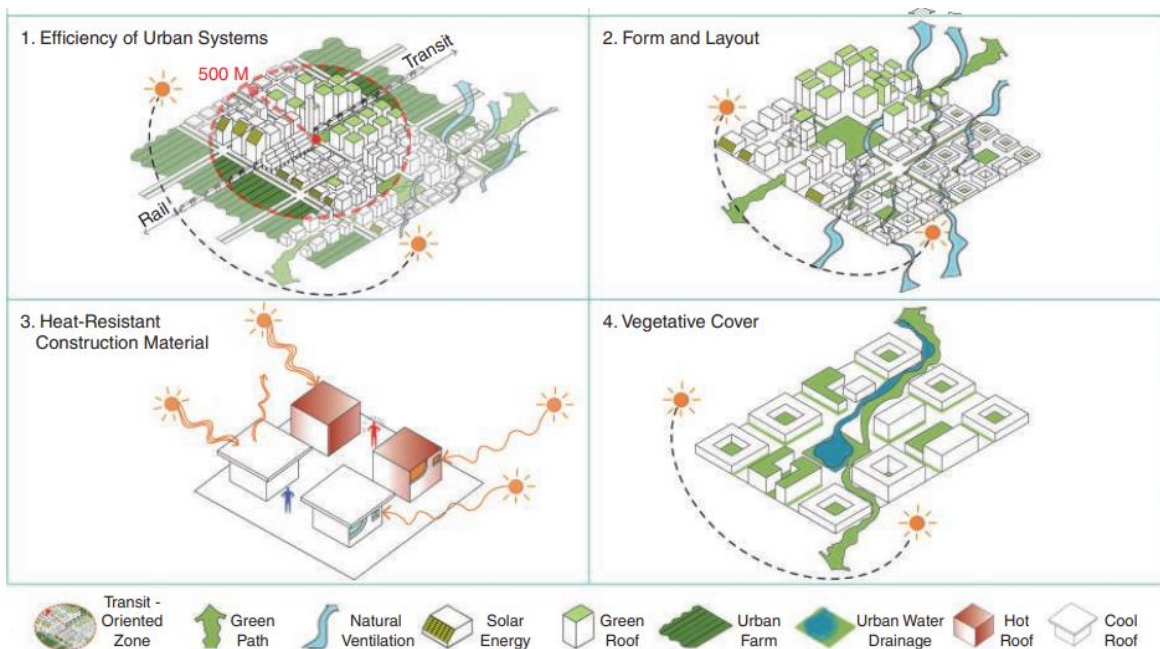 1. Efficiency of Urban Systems
500 M
Transit
Rail
2. Form and Layout
3. Heat-Resistant
Construction Material
4. Vegetative Cover
Transit -
Oriented
Zone
Green
Path
Natural
Ventilation
Solar
Energy
Green
Roof
Urban
Farm
Urban Water
Drainage
Hot
Roof
Cool
Roof